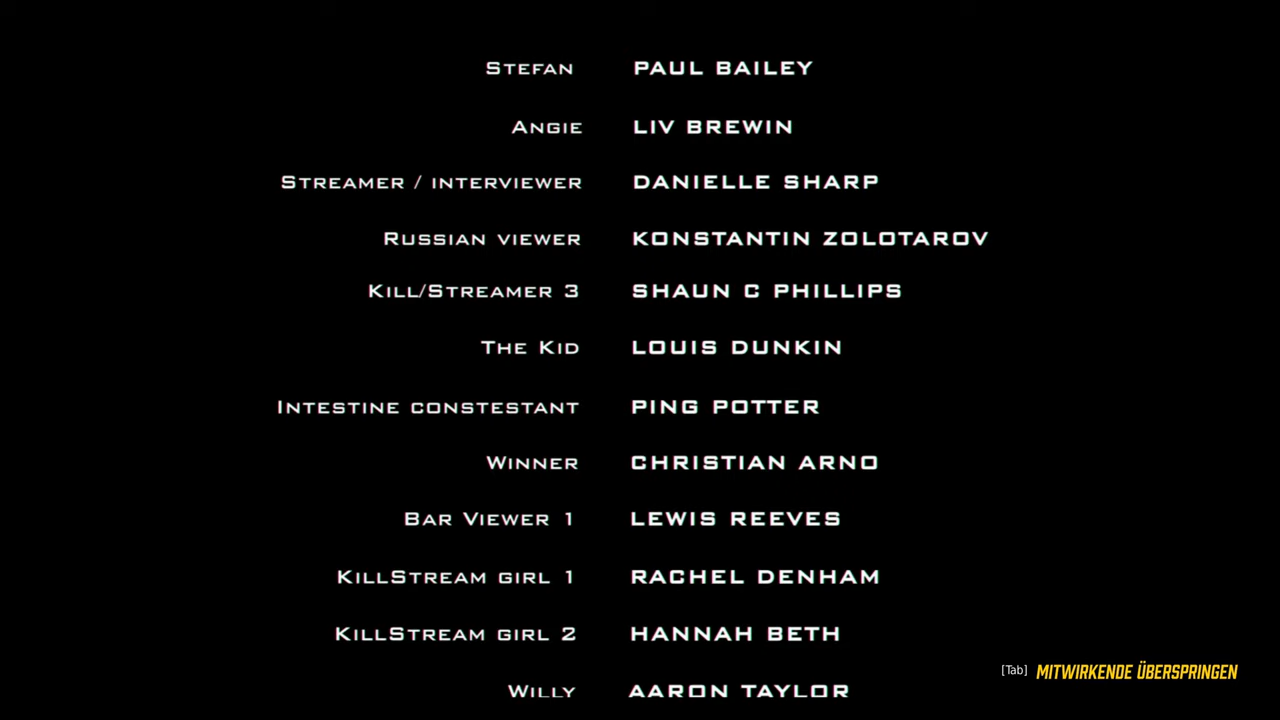 Stefan PAUL BAILEY
Angie LIV BREWIN
Streamer / interviewer DANIELLE SHARP
Russian viewer KONSTANTIN ZOLOTAROV
Kill/Streamer 3 SHAUN C PHILLIPS
The Kid LOUIS DUNKIN
Intestine constestant PING POTTER
Winner CHRISTIAN ARNO
Bar Viewer 1 LEWIS REEVES
KillStream girl 1 RACHEL DENHAM
KillStream girl 2 HANNAH BETH
[Tab] MITWIRKENDE ÜBERSPRINGEN
Willy AARON TAYLOR